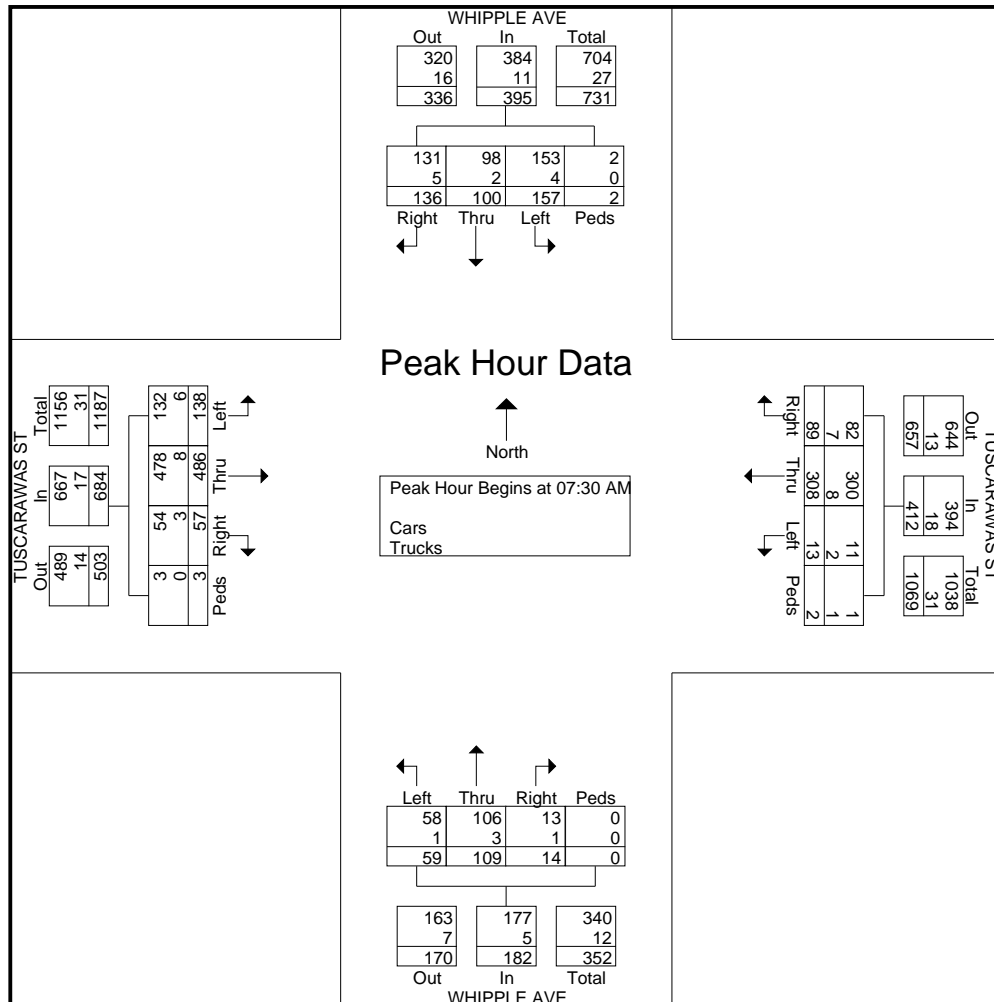 WHIPPLE AVE
Out In Total
320 384 704
16 11 27
336 395 731
131 98 153 2
5 2 4 0
136 100 157 2
Right Thru Left Peds
Peak Hour Data
North
Peak Hour Begins at 07:30 AM
Cars
Trucks
TUSCARAWAS ST
Out In Total
489 667 1156
14 17 31
503 684 1187
132 478 54 3
6 8 3 0
138 486 57 3
Left Thru Right Peds
TUSCARAWAS ST
Out In Total
644 394 1038
13 18 31
657 412 1069
82 300 11 1
7 8 2 1
89 308 13 2
Right Thru Left Peds
Left Thru Right Peds
58 106 13 0
1 3 1 0
59 109 14 0
163 177 340
7 5 12
170 182 352
Out In Total
WHIPPLE AVE